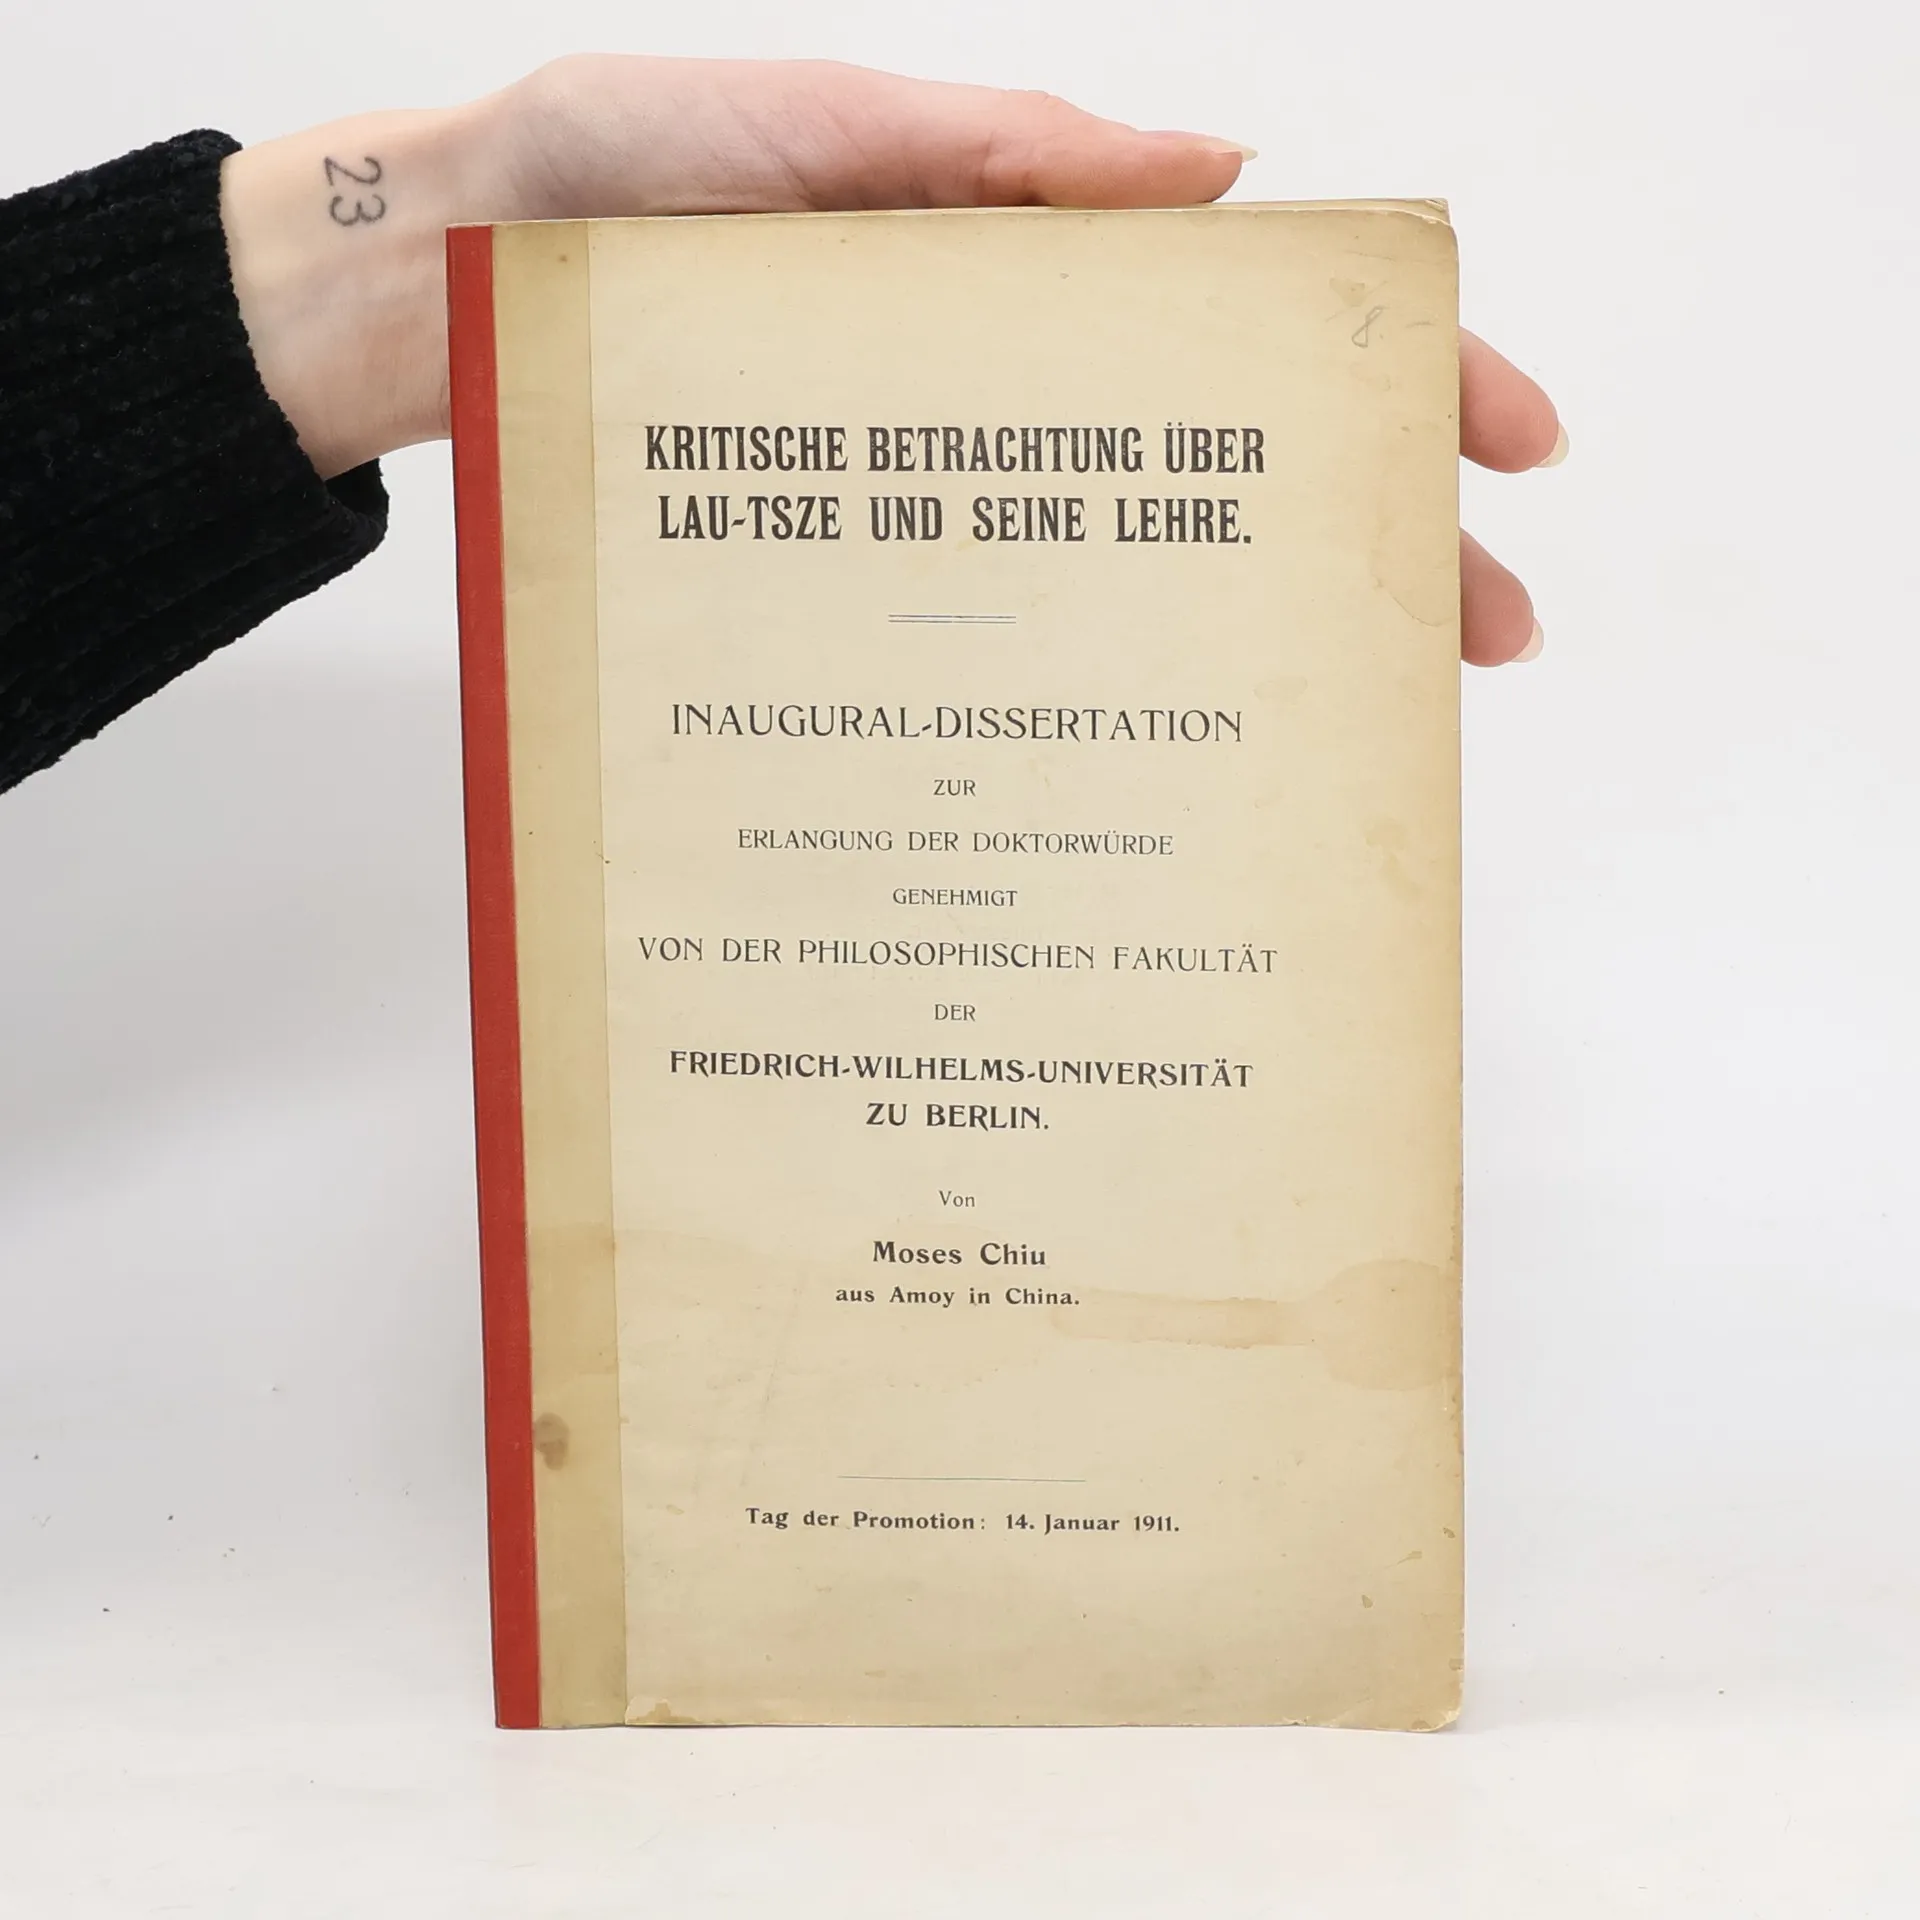 23
8. –
KRITISCHE BETRACHTUNG ÜBER
LAU-TSZE UND SEINE LEHRE.
INAUGURAL-DISSERTATION
ZUR
ERLANGUNG DER DOKTORWÜRDE
GENEHMIGT
VON DER PHILOSOPHISCHEN FAKULTÄT
DER
FRIEDRICH-WILHELMS-UNIVERSITÄT
ZU BERLIN.
Von
Moses Chiu
aus Amoy in China.
Tag der Promotion: 14. Januar 1911.